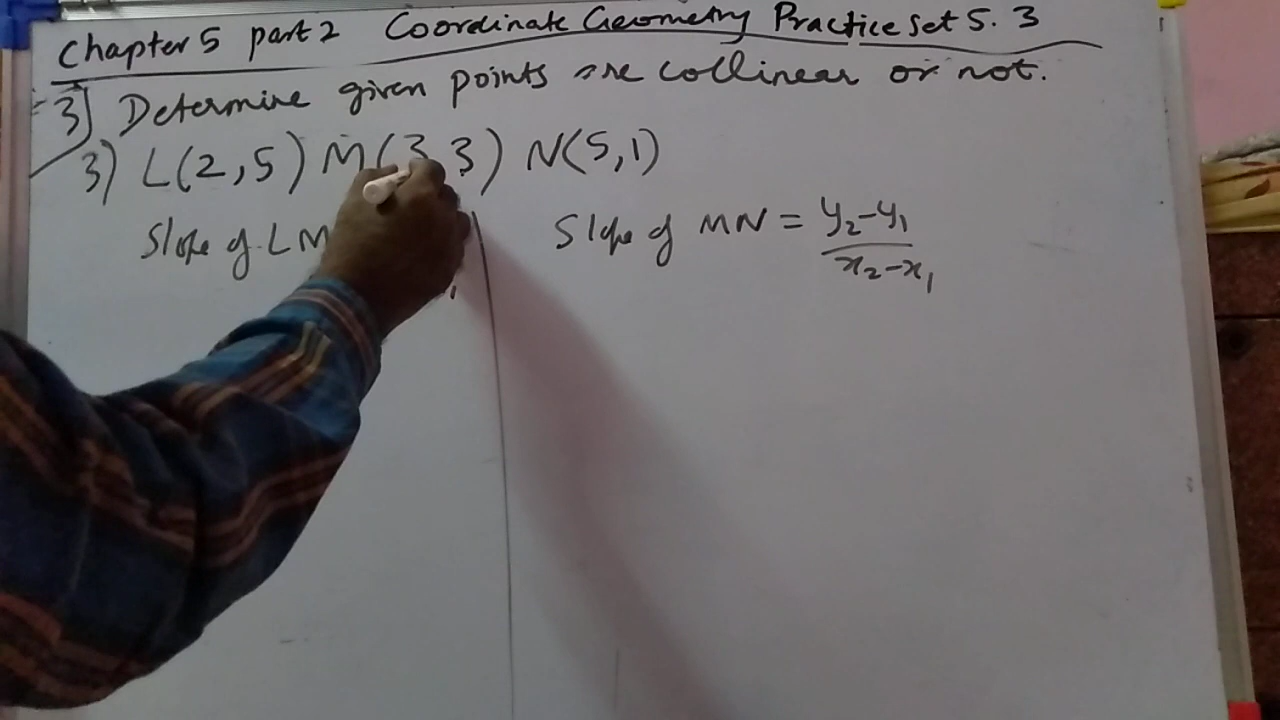 Chapter 5 part 2 Coordinate Geometry Practice Set 5.3
3) Determine given points are collinear or not.
3) L(2,5) M(3,3) N(5,1)
Slope of LM
Slope of MN = y₂-y₁
x₂-x₁